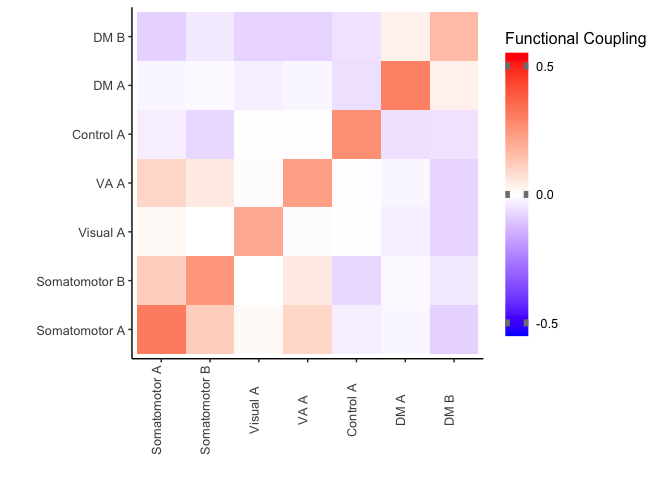 Functional Coupling
0.5
0.0
-0.5
DM B
DM A
Control A
VA A
Visual A
Somatomotor B
Somatomotor A
Somatomotor A
Somatomotor B
Visual A
VA A
Control A
DM A
DM B